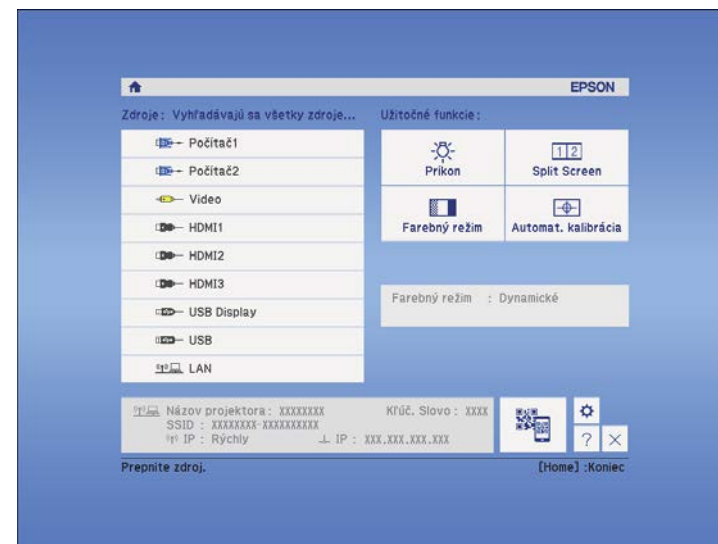 EPSON
Zdroje : Vyhľadávajú sa všetky zdroje...
Počítač1
Počítač2
Video
HDMI1
HDMI2
HDMI3
USB Display
USB
LAN
Užitočné funkcie :
Príkon
1 2
Split Screen
Farebný režim
Automat. kalibrácia
Farebný režim : Dynamické
Názov projektora : XXXXXXXX
Kľúč. Slovo : XXXX
SSID : XXXXXXXX-XXXXXXXXXX
IP : Rýchly
IP : XXX.XXX.XXX.XXX
?
Prepnite zdroj.
[Home] :Koniec